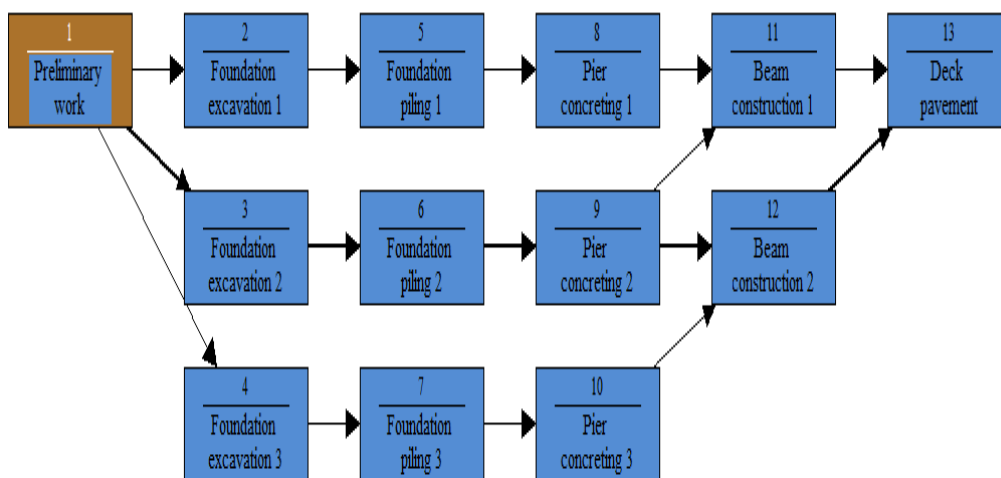 1
Preliminary
work
2
Foundation
excavation 1
5
Foundation
piling 1
8
Pier
concreting 1
11
Beam
construction 1
13
Deck
pavement
3
Foundation
excavation 2
6
Foundation
piling 2
9
Pier
concreting 2
12
Beam
construction 2
4
Foundation
excavation 3
7
Foundation
piling 3
10
Pier
concreting 3